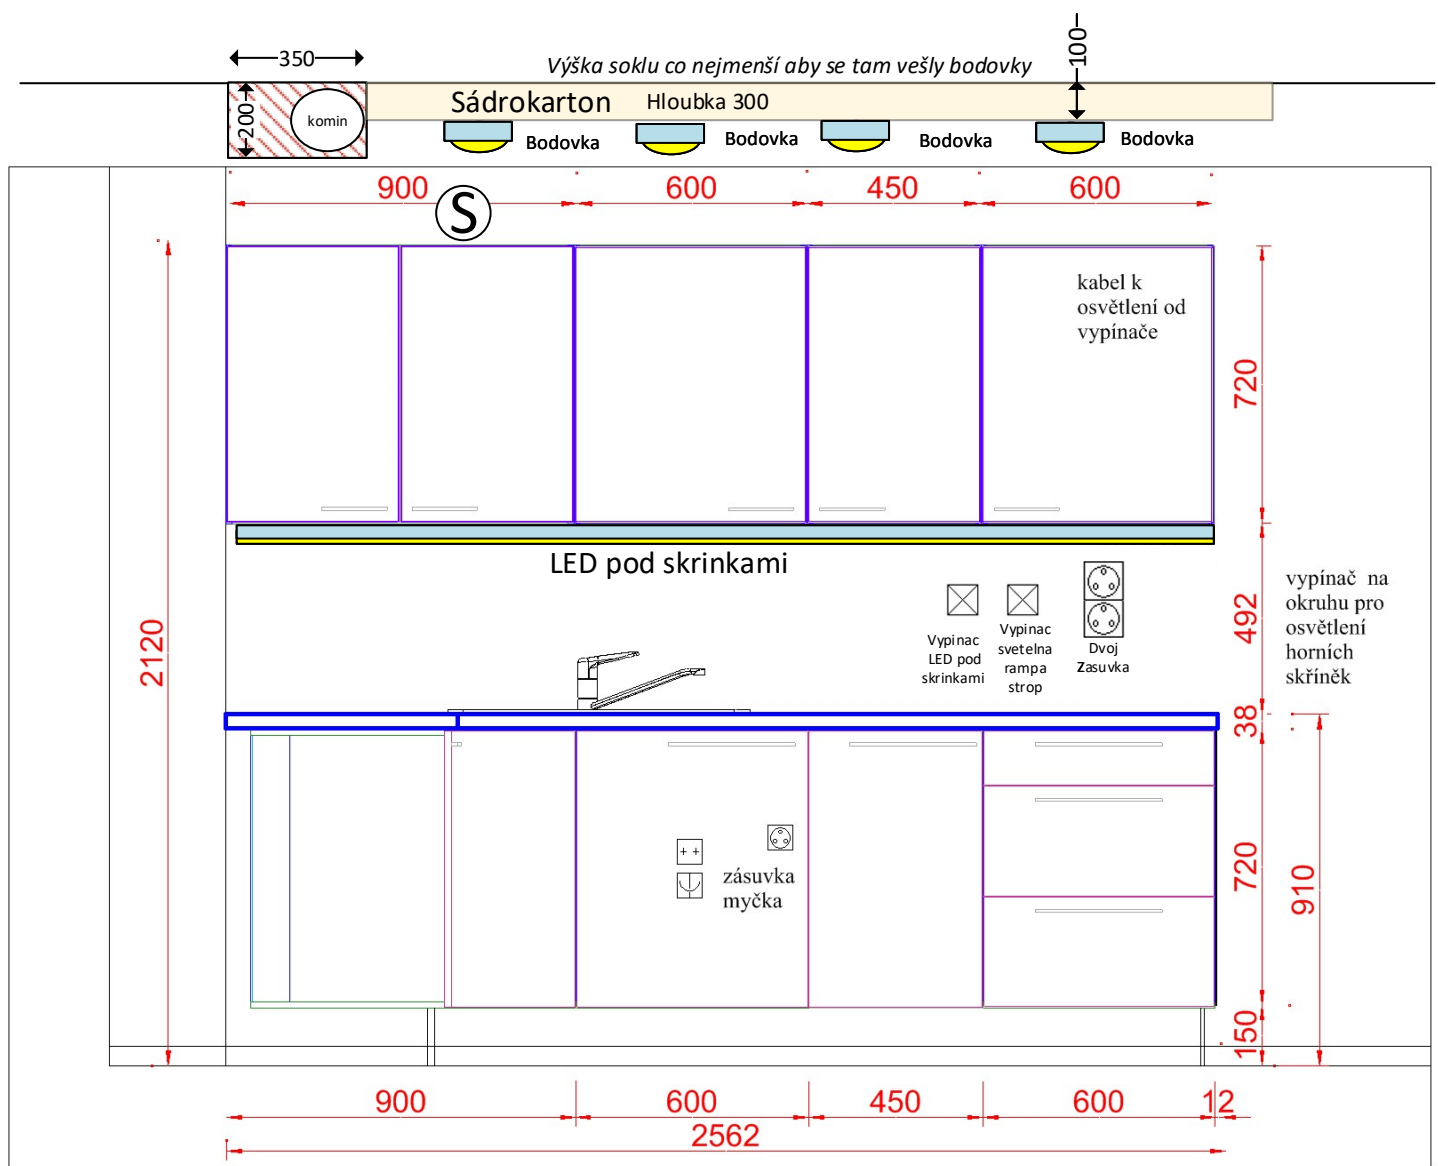 350
Výška soklu co nejmenší aby se tam vešly bodovky
100
200
komin
Sádrokarton
Hloubka 300
Bodovka
Bodovka
Bodovka
Bodovka
900
S
600
450
600
kabel k
osvětlení od
vypínače
720
LED pod skrinkami
2120
492
vypínač na
okruhu pro
osvětlení
horních
skříněk
Vypinac
LED pod
skrinkami
Vypinac
svetelna
rampa
strop
Dvoj
Zasuvka
38
zásuvka
myčka
720
910
150
900
600
450
600
12
2562